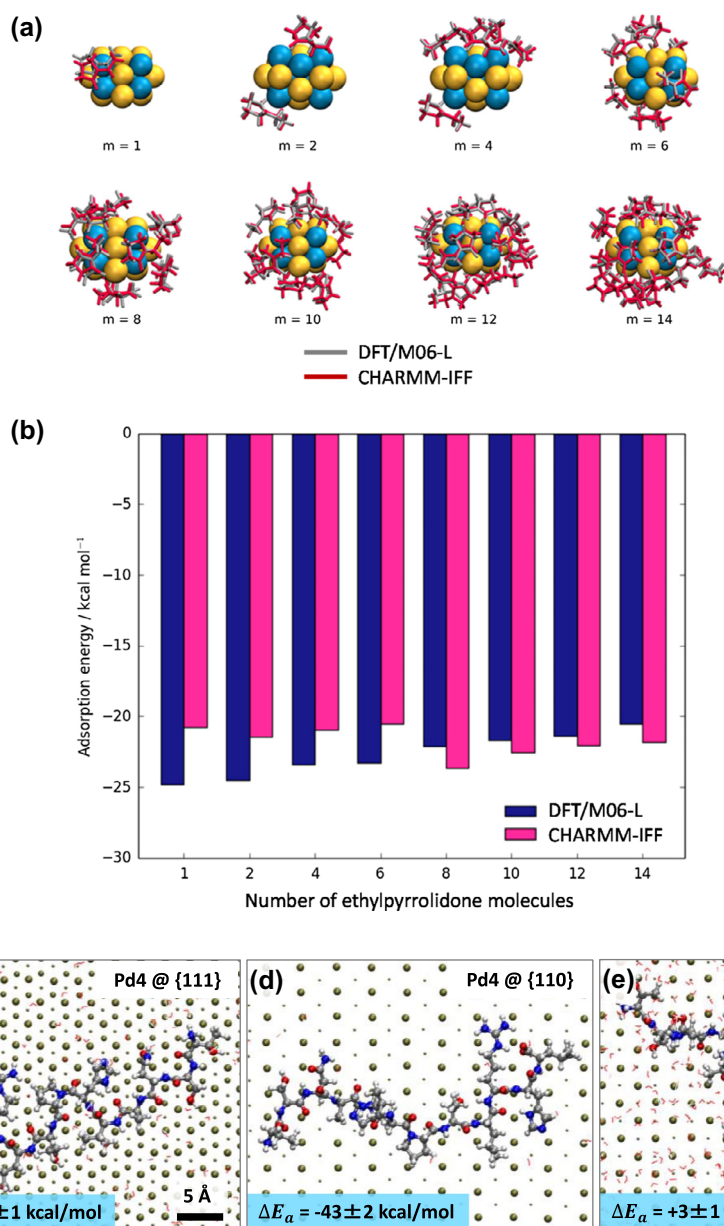 (a)
m = 1
m = 2
m = 4
m = 6
m = 8
m = 10
m = 12
m = 14
DFT/M06-L
CHARMM-IFF
(b)
0
−5
−10
−15
−20
−25
−30
Adsorption energy / kcal mol⁻¹
DFT/M06-L
CHARMM-IFF
1 2 4 6 8 10 12 14
Number of ethylpyrrolidone molecules
Pd4 @ {111}
5 Å
±1 kcal/mol
(d)
Pd4 @ {110}
ΔEₐ = -43±2 kcal/mol
(e)
ΔEₐ = +3±1